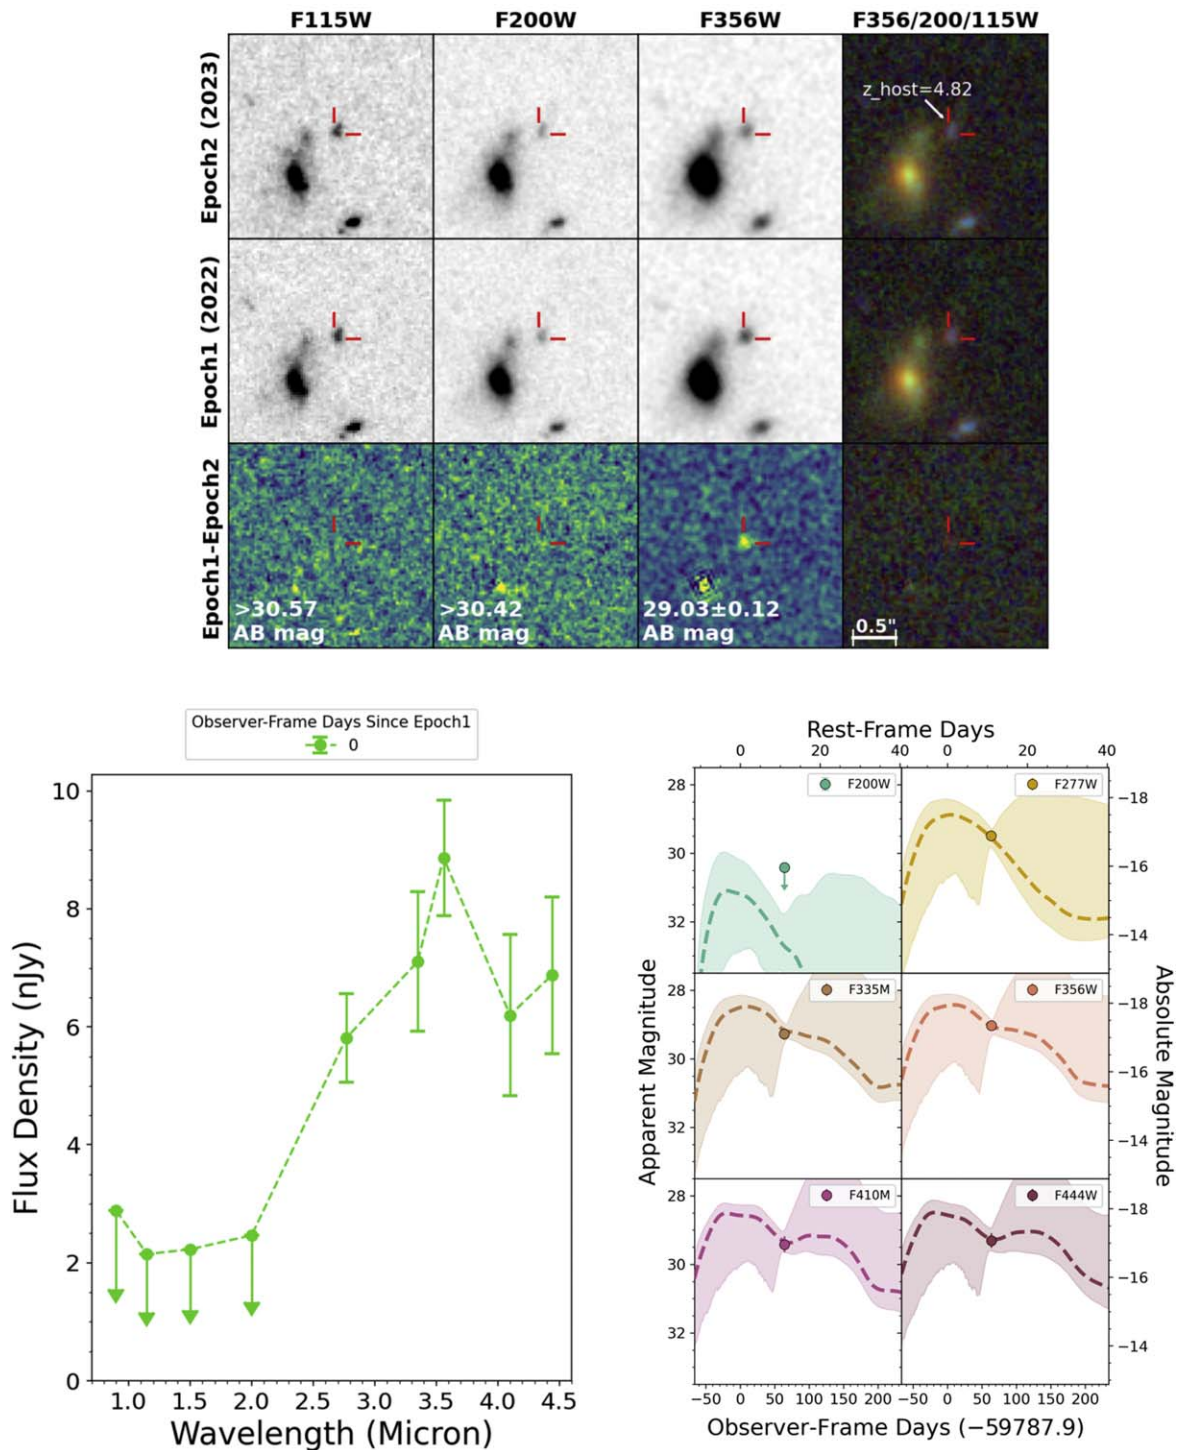 F115W F200W F356W F356/200/115W
Epoch2 (2023)
z_host=4.82
Epoch1 (2022)
Epoch1-Epoch2
>30.57
AB mag
>30.42
AB mag
29.03±0.12
AB mag
0.5"
Observer-Frame Days Since Epoch1
0
10
8
6
4
2
0
Flux Density (nJy)
1.0 1.5 2.0 2.5 3.0 3.5 4.0 4.5
Wavelength (Micron)
Rest-Frame Days
0 20 40 0 20 40
F200W
F277W
F335M
F356W
F410M
F444W
28
30
32
28
30
32
28
30
32
Apparent Magnitude
−18
−16
−14
−18
−16
−14
−18
−16
−14
Absolute Magnitude
−50 0 50 100 150 200 −50 0 50 100 150 200
Observer-Frame Days (−59787.9)